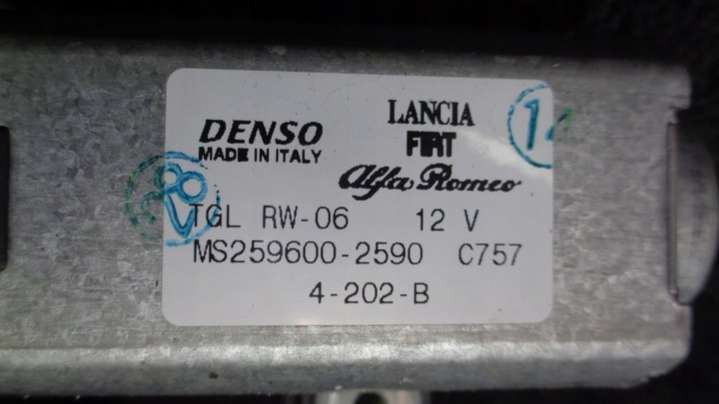 DENSO
MADE IN ITALY
LANCIA
FIAT
Alfa Romeo
TGL RW-06 12 V
MS259600-2590 C757
4-202-B